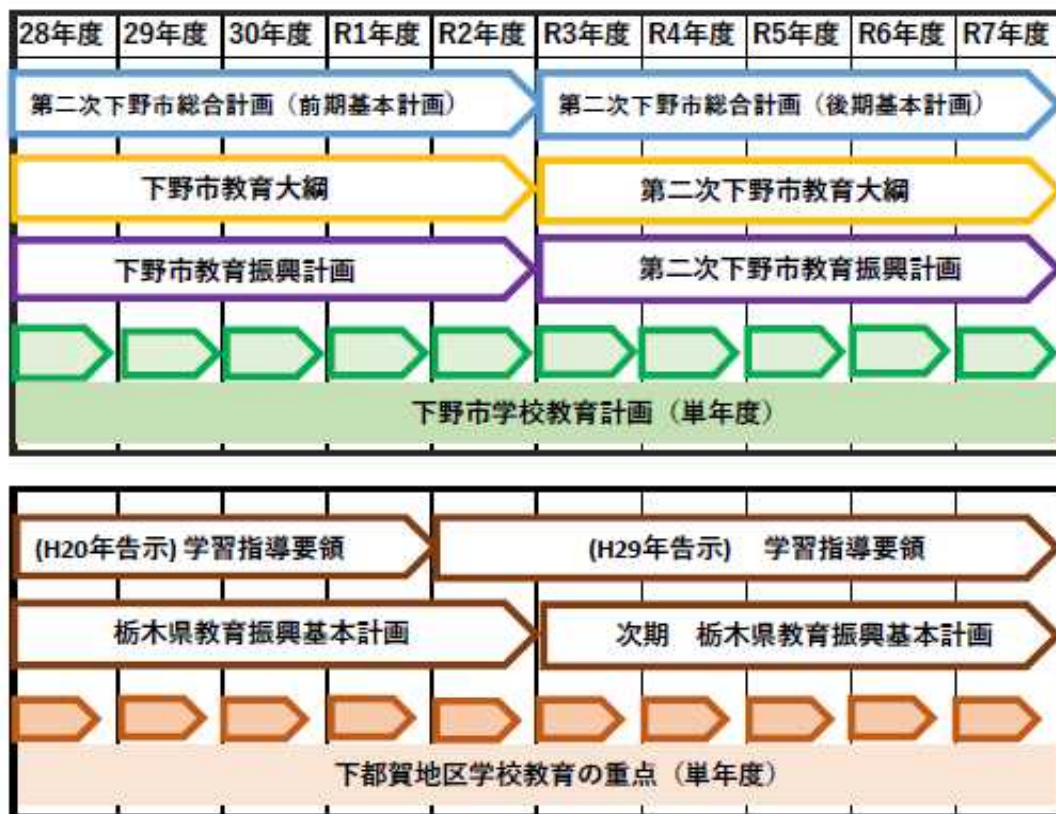 28年度 29年度 30年度 R1年度 R2年度 R3年度 R4年度 R5年度 R6年度 R7年度
第二次下野市総合計画（前期基本計画） 第二次下野市総合計画（後期基本計画）
下野市教育大綱 第二次下野市教育大綱
下野市教育振興計画 第二次下野市教育振興計画
下野市学校教育計画（単年度）
(H20年告示) 学習指導要領 (H29年告示)　学習指導要領
栃木県教育振興基本計画 次期　栃木県教育振興基本計画
下都賀地区学校教育の重点（単年度）